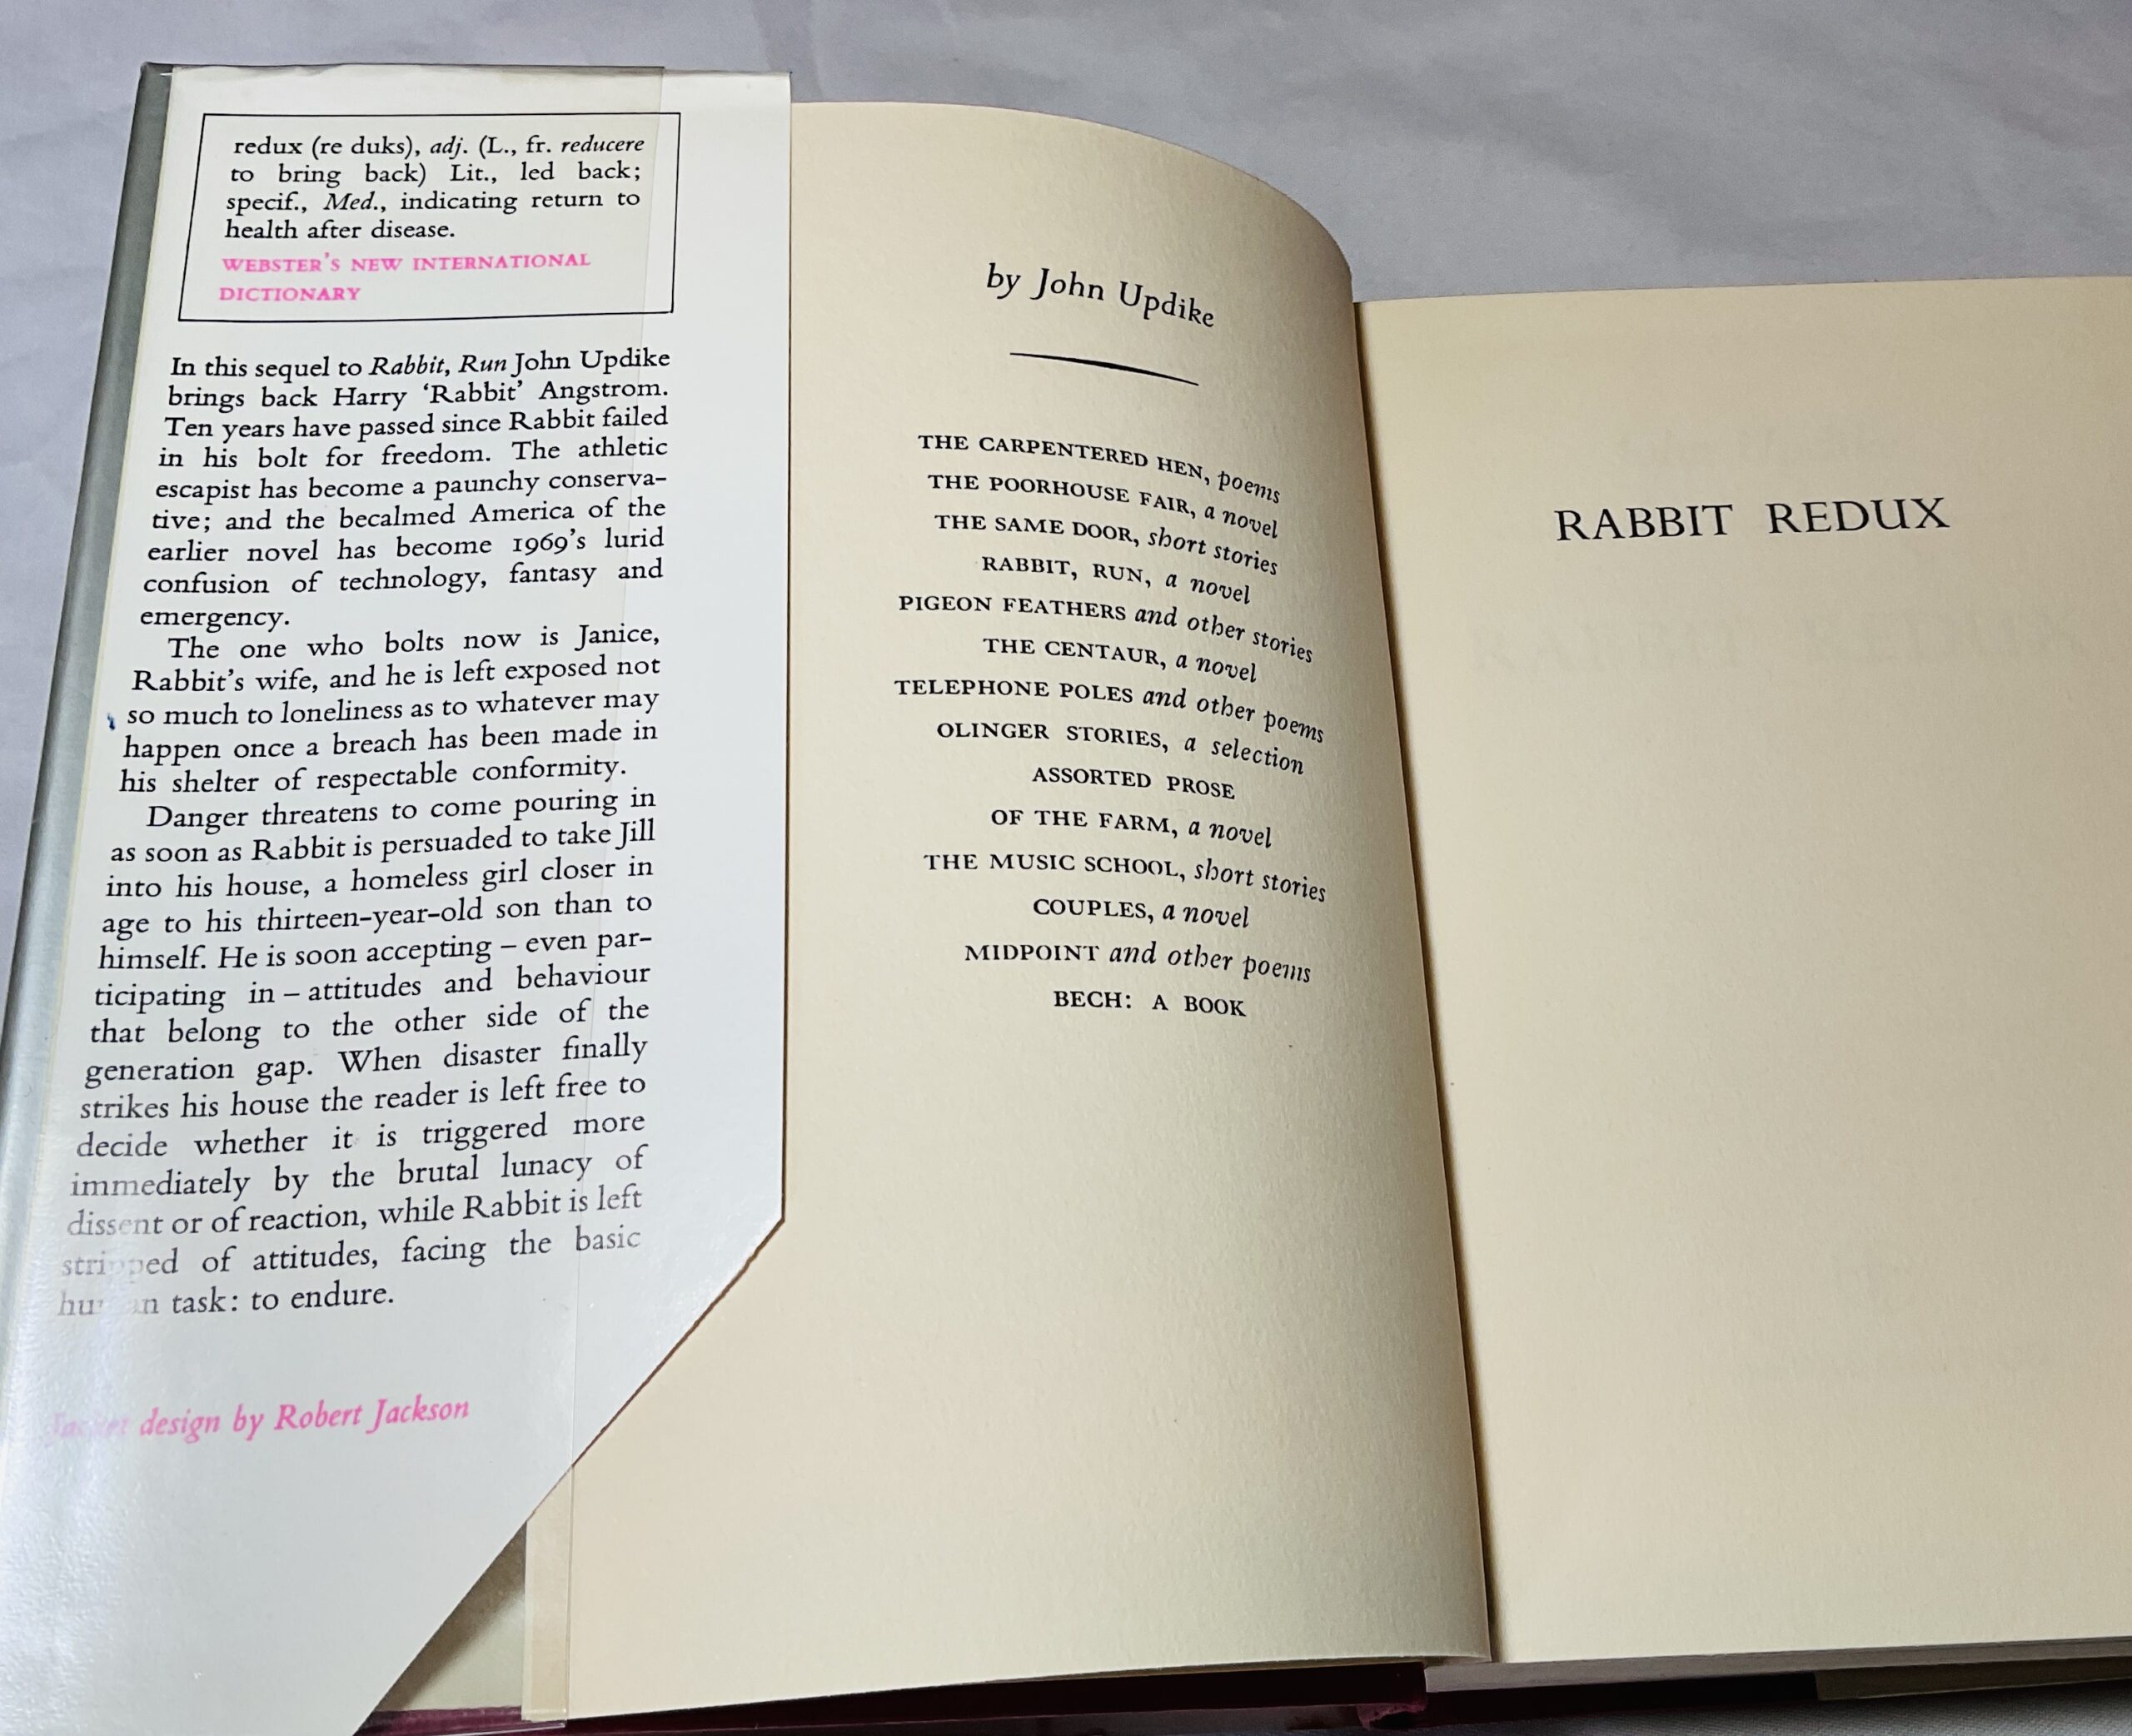 redux (re duks), adj. (L., fr. reducere
to bring back) Lit., led back;
specif., Med., indicating return to
health after disease.
WEBSTER'S NEW INTERNATIONAL
DICTIONARY
In this sequel to Rabbit, Run John Updike
brings back Harry ‘Rabbit’ Angstrom.
Ten years have passed since Rabbit failed
in his bolt for freedom. The athletic
escapist has become a paunchy conserva-
tive; and the becalmed America of the
earlier novel has become 1969's lurid
confusion of technology, fantasy and
emergency.
The one who bolts now is Janice,
Rabbit's wife, and he is left exposed not
so much to loneliness as to whatever may
happen once a breach has been made in
his shelter of respectable conformity.
Danger threatens to come pouring in
as soon as Rabbit is persuaded to take Jill
into his house, a homeless girl closer in
age to his thirteen-year-old son than to
himself. He is soon accepting – even par-
ticipating in – attitudes and behaviour
that belong to the other side of the
generation gap. When disaster finally
strikes his house the reader is left free to
decide whether it is triggered more
immediately by the brutal lunacy of
dissent or of reaction, while Rabbit is left
stripped of attitudes, facing the basic
human task: to endure.
Jacket design by Robert Jackson
by John Updike
THE CARPENTERED HEN, poems
THE POORHOUSE FAIR, a novel
THE SAME DOOR, short stories
RABBIT, RUN, a novel
PIGEON FEATHERS and other stories
THE CENTAUR, a novel
TELEPHONE POLES and other poems
OLINGER STORIES, a selection
ASSORTED PROSE
OF THE FARM, a novel
THE MUSIC SCHOOL, short stories
COUPLES, a novel
MIDPOINT and other poems
BECH: A BOOK
RABBIT REDUX